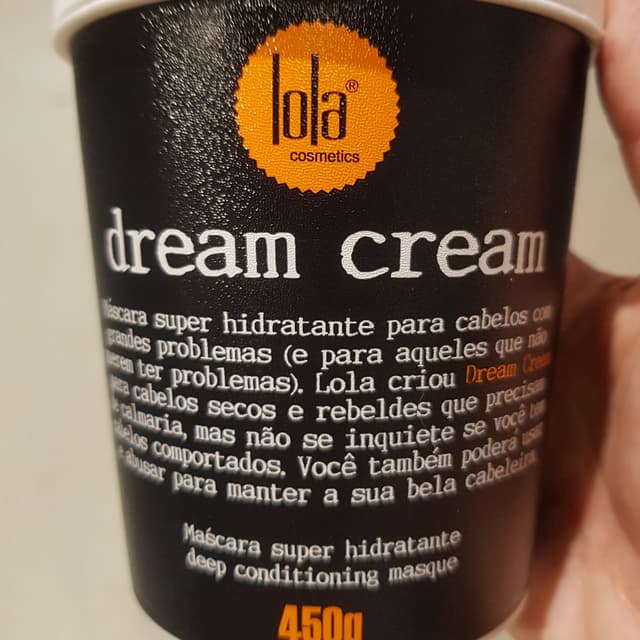 lola®
cosmetics
dream cream
Máscara super hidratante para cabelos com
grandes problemas (e para aqueles que não
querem ter problemas). Lola criou Dream Cream
para cabelos secos e rebeldes que precisam
de calmaria, mas não se inquiete se você tem
cabelos comportados. Você também poderá usar
e abusar para manter a sua bela cabeleira.
Mascara super hidratante
deep conditioning masque
450g